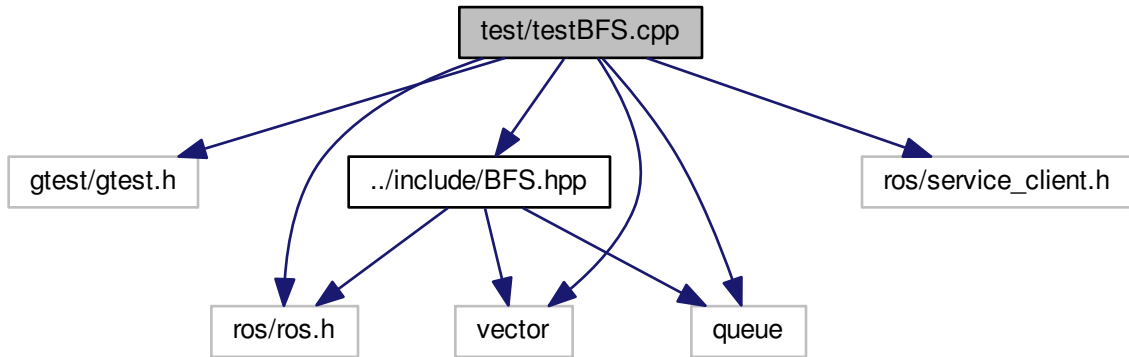 test/testBFS.cpp
gtest/gtest.h
../include/BFS.hpp
ros/service_client.h
ros/ros.h
vector
queue